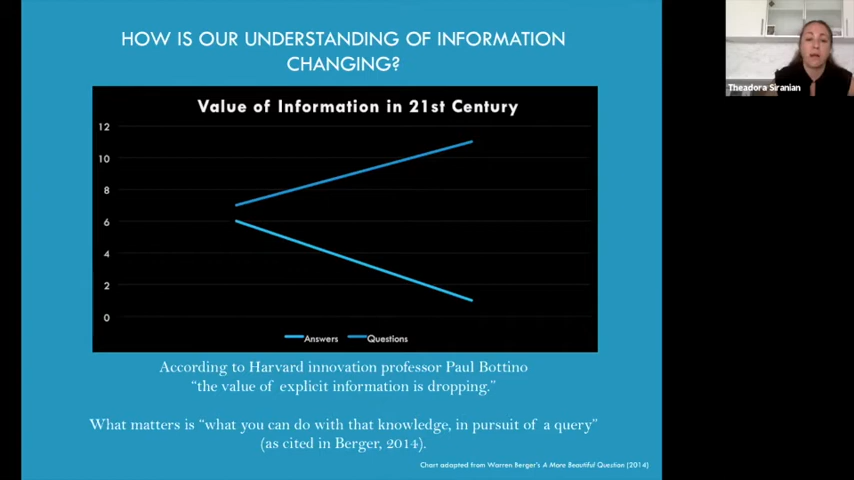 HOW IS OUR UNDERSTANDING OF INFORMATION
CHANGING?
Value of Information in 21st Century
12
10
8
6
4
2
0
Answers Questions
According to Harvard innovation professor Paul Bottino
“the value of explicit information is dropping.”
What matters is “what you can do with that knowledge, in pursuit of a query”
(as cited in Berger, 2014).
Chart adapted from Warren Berger's A More Beautiful Question (2014)
Theadora Siranian